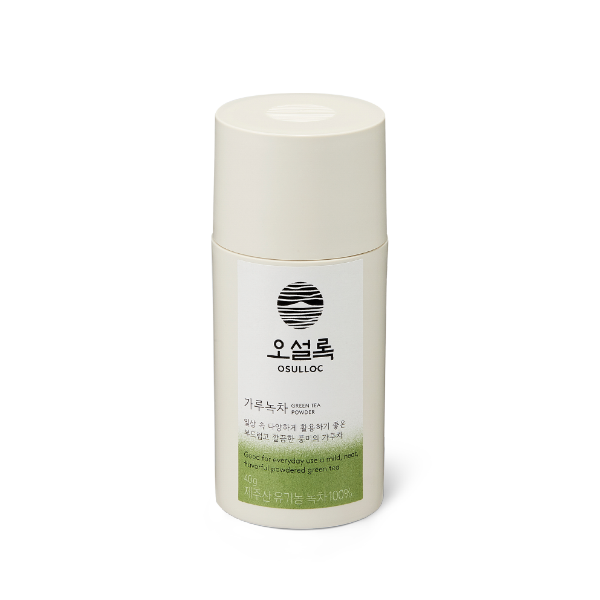 오설록
OSULLOC
가루녹차 GREEN TEA POWDER
일상 속 다양하게 활용하기 좋은
부드럽고 깔끔한 풍미의 가루차
Good for everyday use a mild, neat,
flavorful powdered green tea
40g
제주산 유기농 녹차 100%